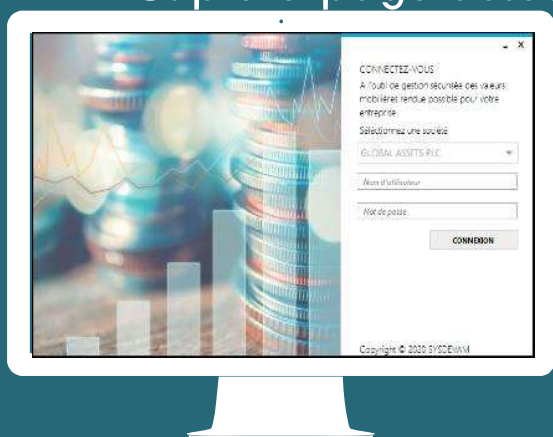 - X
CONNECTEZ-VOUS
A l'outil de gestion sécurisée des valeurs
mobilières rendue possible pour votre
entreprise
Séléctionnez une société
GLOBAL ASSETS PLC
Nom d'utilisateur
Mot de passe
CONNEXION
Copyright © 2020 SYSDEVAM